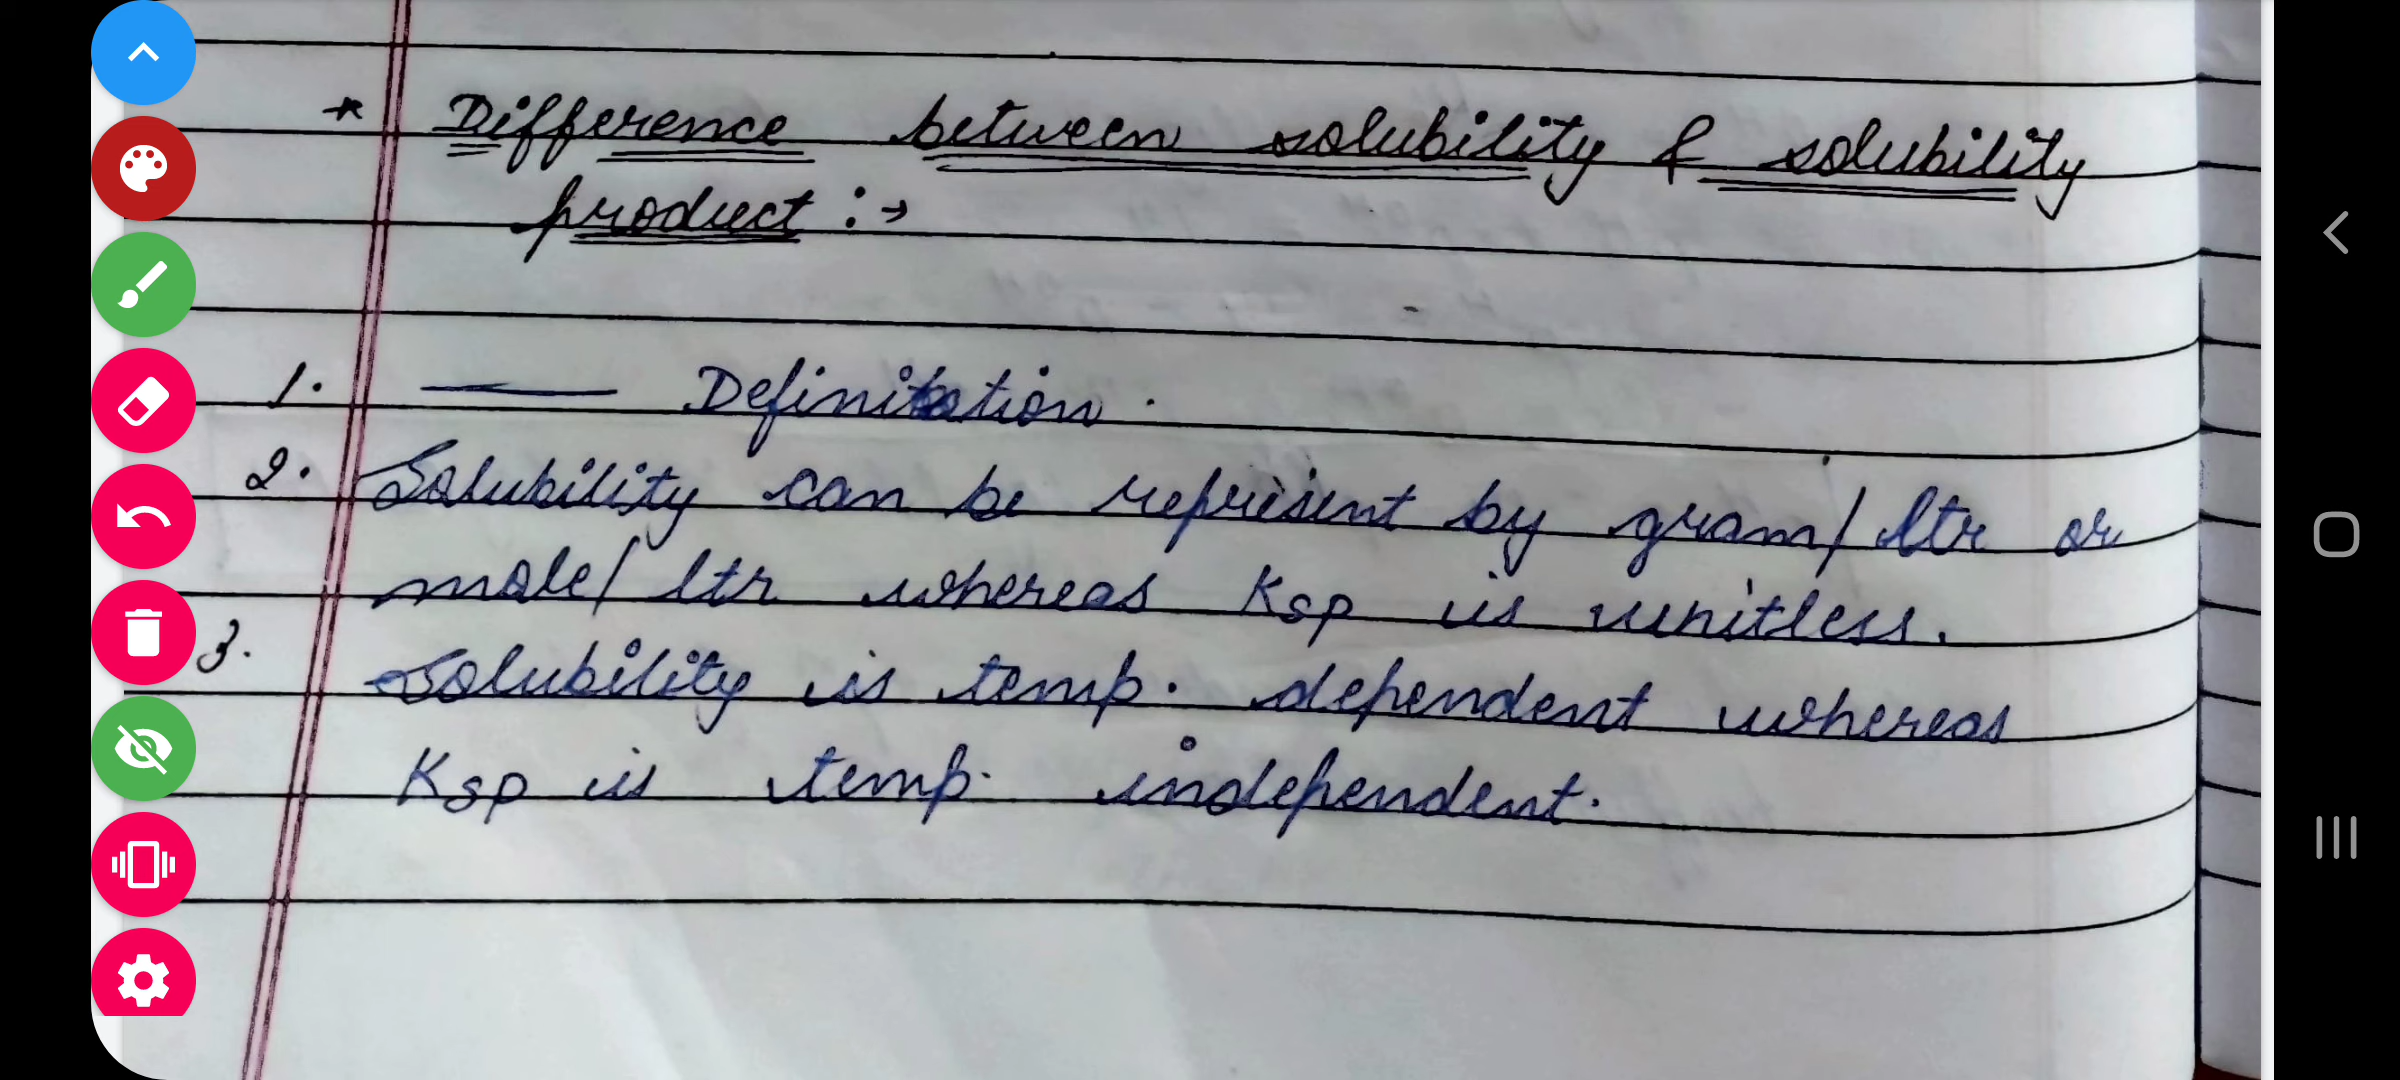 * Difference between solubility & solubility
product :→
1. —— Definition.
2. Solubility can be represent by gram/ ltr or
mole/ ltr whereas Ksp is unitless.
3. Solubility is temp. dependent whereas
Ksp is temp. independent.